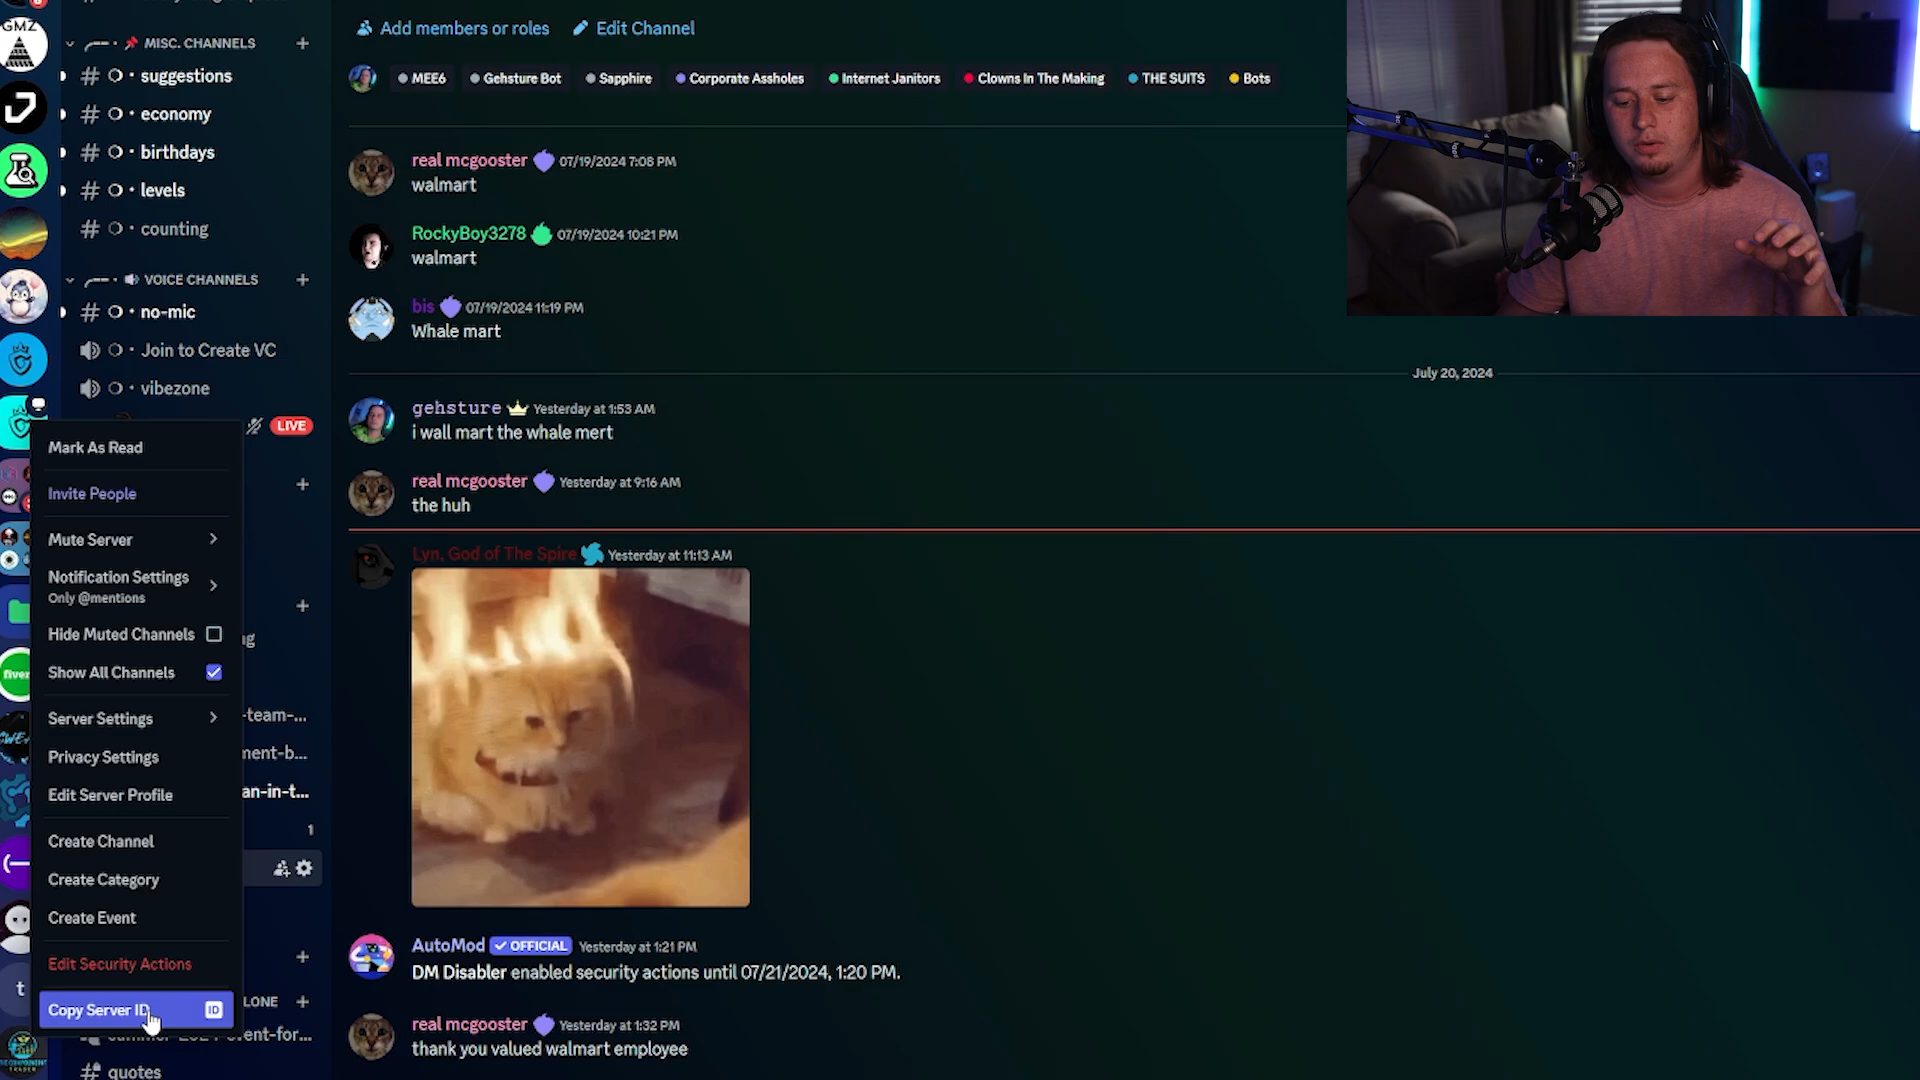 GMZ
MISC. CHANNELS
suggestions
economy
birthdays
levels
counting
VOICE CHANNELS
no-mic
Join to Create VC
vibezone
LIVE
Mark As Read
Invite People
Mute Server
Notification Settings
Only @mentions
Hide Muted Channels
Show All Channels
Server Settings
-team-...
Privacy Settings
Edit Server Profile
an-in-t...
1
Create Channel
Create Category
Create Event
Edit Security Actions
Copy Server ID
ID
LONE
quotes
fiver
t
Add members or roles
Edit Channel
MEE6
Gehsture Bot
Sapphire
Corporate Assholes
Internet Janitors
Clowns In The Making
THE SUITS
Bots
real mcgooster 07/19/2024 7:08 PM
walmart
RockyBoy3278 07/19/2024 10:21 PM
walmart
bis 07/19/2024 11:19 PM
Whale mart
July 20, 2024
gehsture Yesterday at 1:53 AM
i wall mart the whale mert
real mcgooster Yesterday at 9:16 AM
the huh
Lyn, God of The Spire Yesterday at 11:13 AM
AutoMod OFFICIAL Yesterday at 1:21 PM
DM Disabler enabled security actions until 07/21/2024, 1:20 PM.
real mcgooster Yesterday at 1:32 PM
thank you valued walmart employee